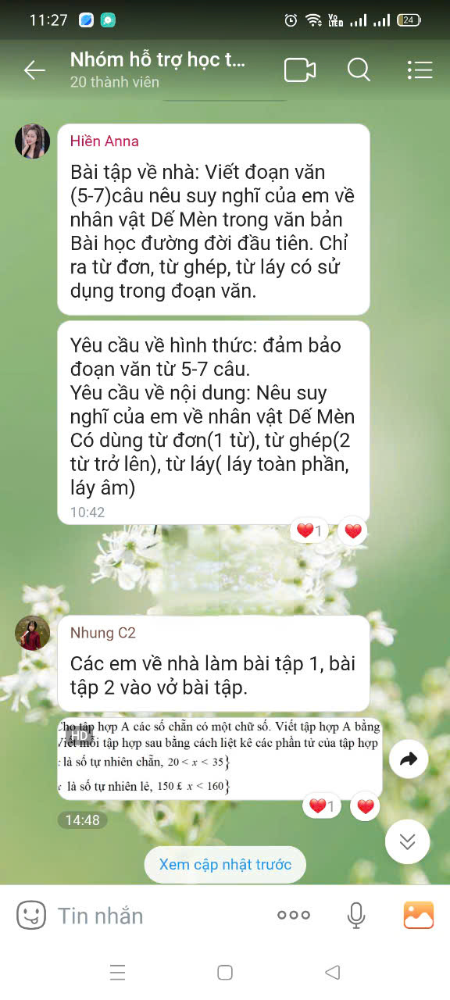 11:27
Vo
LTED
24
Nhóm hỗ trợ học t...
20 thành viên
Hiền Anna
Bài tập về nhà: Viết đoạn văn
(5-7)câu nêu suy nghĩ của em về
nhân vật Dế Mèn trong văn bản
Bài học đường đời đầu tiên. Chỉ
ra từ đơn, từ ghép, từ láy có sử
dụng trong đoạn văn.
Yêu cầu về hình thức: đảm bảo
đoạn văn từ 5-7 câu.
Yêu cầu về nội dung: Nêu suy
nghĩ của em về nhân vật Dế Mèn
Có dùng từ đơn(1 từ), từ ghép(2
từ trở lên), từ láy( láy toàn phần,
láy âm)
10:42
1
Nhung C2
Các em về nhà làm bài tập 1, bài
tập 2 vào vở bài tập.
Cho tập hợp A các số chẵn có một chữ số. Viết tập hợp A bằng
HD
Viết mỗi tập hợp sau bằng cách liệt kê các phần tử của tập hợp
là số tự nhiên chẵn, 20 < x < 35}
là số tự nhiên lẻ, 150 £ x < 160}
1
14:48
Xem cập nhật trước
Tin nhắn